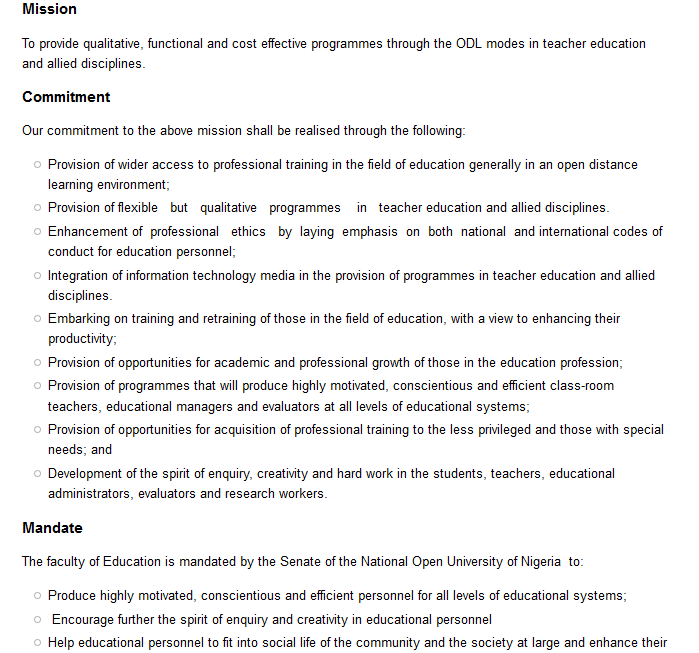 Mission
To provide qualitative, functional and cost effective programmes through the ODL modes in teacher education
and allied disciplines.
Commitment
Our commitment to the above mission shall be realised through the following:
Provision of wider access to professional training in the field of education generally in an open distance
learning environment;
Provision of flexible but qualitative programmes in teacher education and allied disciplines.
Enhancement of professional ethics by laying emphasis on both national and international codes of
conduct for education personnel;
Integration of information technology media in the provision of programmes in teacher education and allied
disciplines.
Embarking on training and retraining of those in the field of education, with a view to enhancing their
productivity;
Provision of opportunities for academic and professional growth of those in the education profession;
Provision of programmes that will produce highly motivated, conscientious and efficient class-room
teachers, educational managers and evaluators at all levels of educational systems;
Provision of opportunities for acquisition of professional training to the less privileged and those with special
needs; and
Development of the spirit of enquiry, creativity and hard work in the students, teachers, educational
administrators, evaluators and research workers.
Mandate
The faculty of Education is mandated by the Senate of the National Open University of Nigeria to:
Produce highly motivated, conscientious and efficient personnel for all levels of educational systems;
Encourage further the spirit of enquiry and creativity in educational personnel
Help educational personnel to fit into social life of the community and the society at large and enhance their